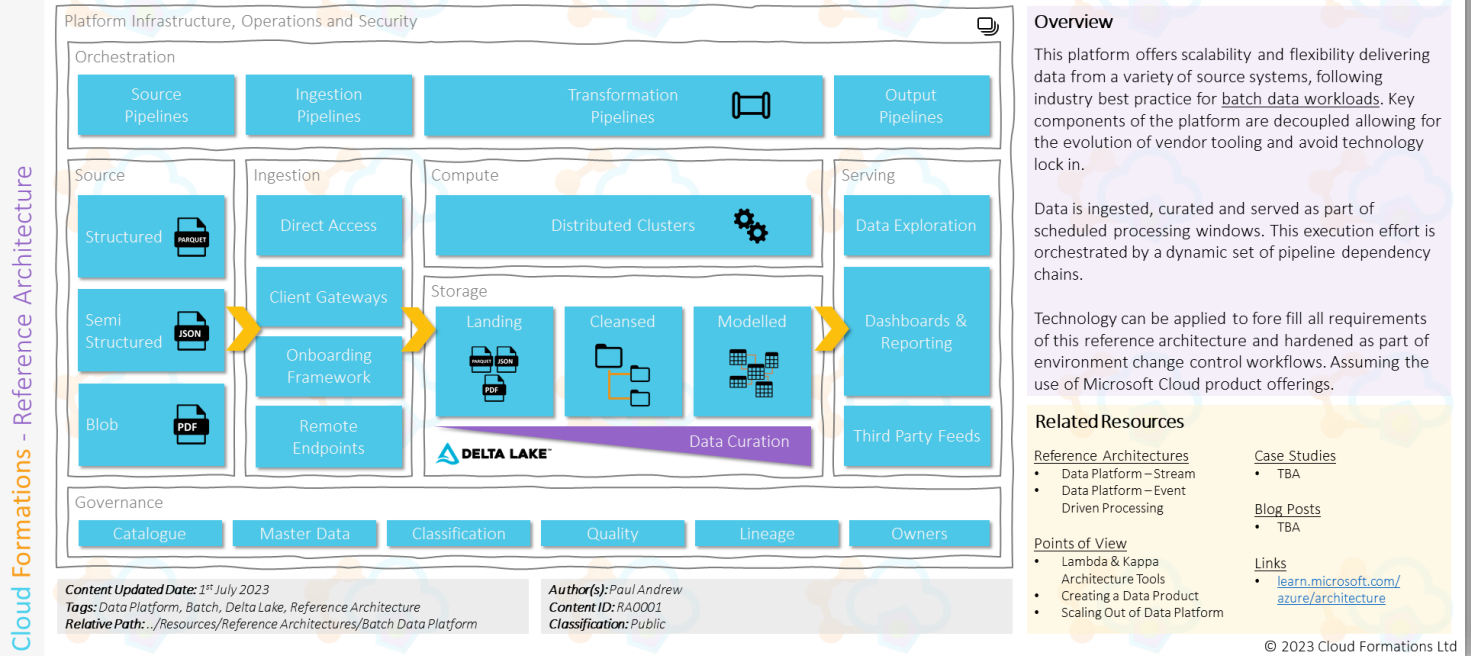 Cloud Formations - Reference Architecture
Platform Infrastructure, Operations and Security
Orchestration
Source
Pipelines
Ingestion
Pipelines
Transformation
Pipelines
Output
Pipelines
Source
Structured
PARQUET
Semi
Structured
JSON
Blob
PDF
Ingestion
Direct Access
Client Gateways
Onboarding
Framework
Remote
Endpoints
Compute
Distributed Clusters
Storage
Landing
PARQUET
JSON
PDF
Cleansed
Modelled
DELTA LAKE
Data Curation
Serving
Data Exploration
Dashboards &
Reporting
Third Party Feeds
Governance
Catalogue
Master Data
Classification
Quality
Lineage
Owners
Content Updated Date: 1st July 2023
Tags: Data Platform, Batch, Delta Lake, Reference Architecture
Relative Path: ../Resources/Reference Architectures/Batch Data Platform
Author(s): Paul Andrew
Content ID: RA0001
Classification: Public
Overview
This platform offers scalability and flexibility delivering
data from a variety of source systems, following
industry best practice for batch data workloads. Key
components of the platform are decoupled allowing for
the evolution of vendor tooling and avoid technology
lock in.
Data is ingested, curated and served as part of
scheduled processing windows. This execution effort is
orchestrated by a dynamic set of pipeline dependency
chains.
Technology can be applied to fore fill all requirements
of this reference architecture and hardened as part of
environment change control workflows. Assuming the
use of Microsoft Cloud product offerings.
Related Resources
Reference Architectures
• Data Platform – Stream
• Data Platform – Event
Driven Processing
Points of View
• Lambda & Kappa
Architecture Tools
• Creating a Data Product
• Scaling Out of Data Platform
Case Studies
• TBA
Blog Posts
• TBA
Links
• learn.microsoft.com/
azure/architecture
© 2023 Cloud Formations Ltd